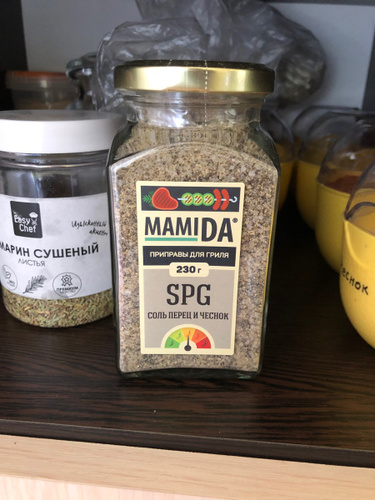 MAMIDA®
ПРИПРАВЫ ДЛЯ ГРИЛЯ
230 г
SPG
СОЛЬ ПЕРЕЦ И ЧЕСНОК
Easy
Chef
МАРИН СУШЕНЫЙ
ЛИСТЬЯ
ЧЕСНОК